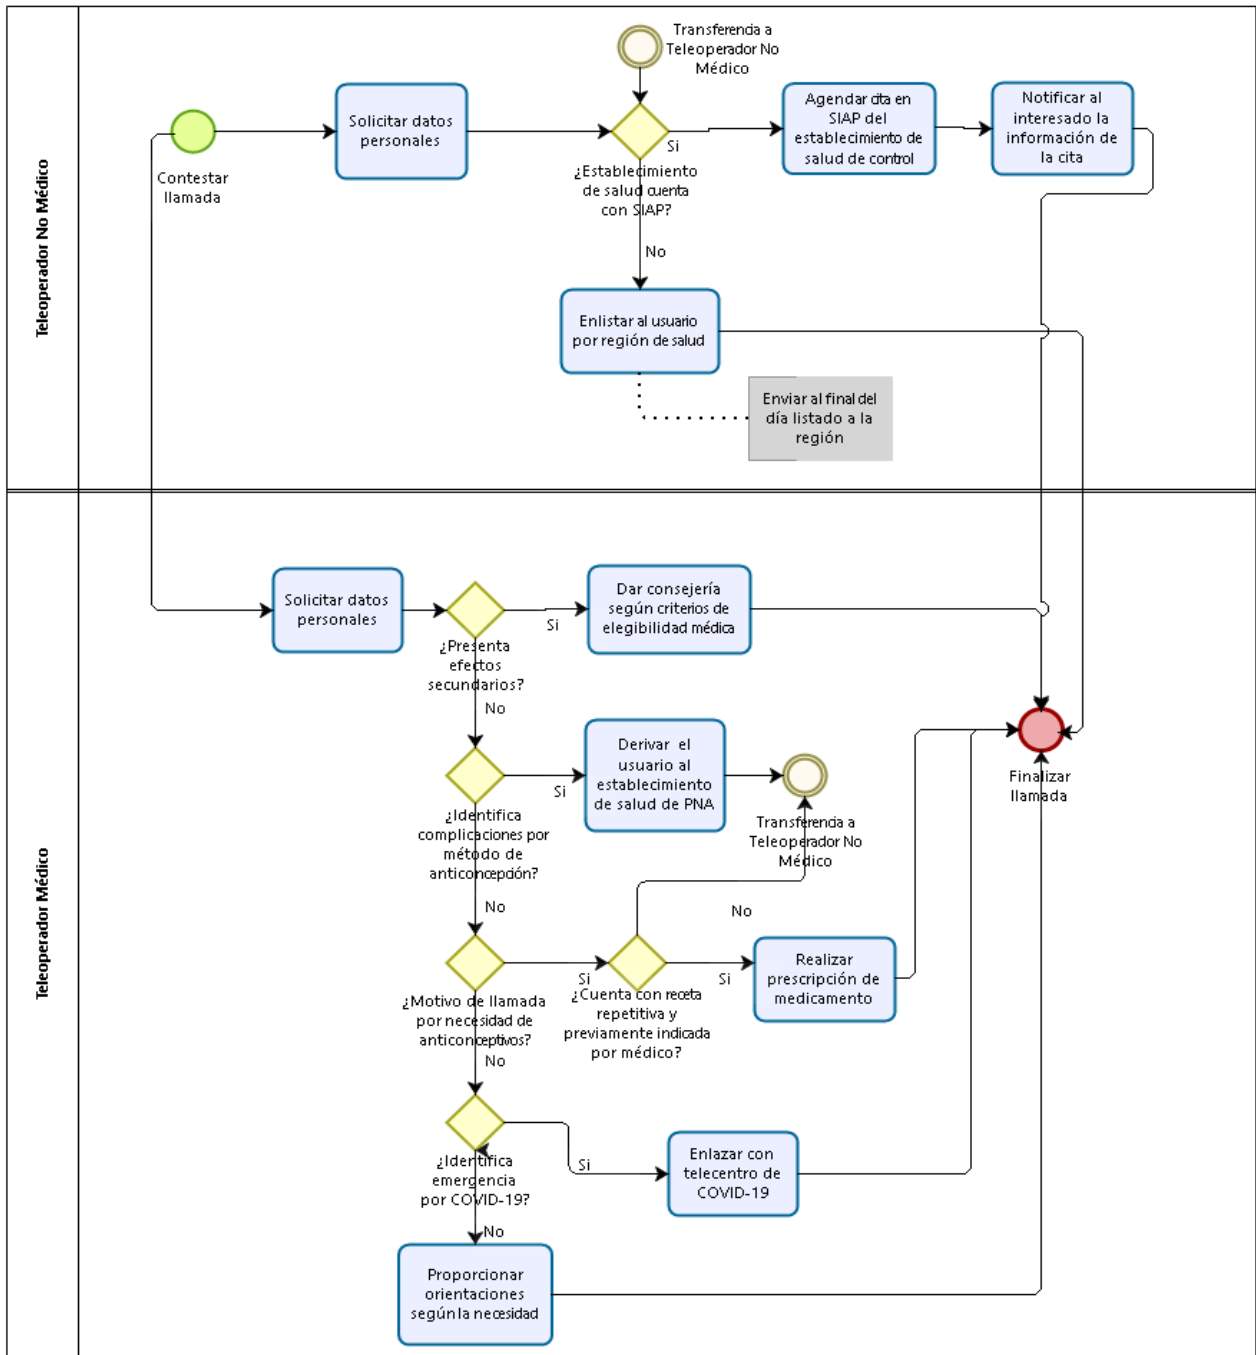 Teleoperador No Médico
Contestar
llamada
Solicitar datos
personales
Transferencia a
Teleoperador No
Médico
Si
¿Establecimiento
de salud cuenta
con SIAP?
No
Agendar cita en
SIAP del
establecimiento de
salud de control
Notificar al
interesado la
información de
la cita
Enlistar al usuario
por región de salud
Enviar al final del
día listado a la
región
Teleoperador Médico
Solicitar datos
personales
¿Presenta
efectos
secundarios?
Si
No
Dar consejería
según criterios de
elegibilidad médica
¿Identifica
complicaciones por
método de
anticoncepción?
Si
No
Derivar el
usuario al
establecimiento
de salud de PNA
Transferencia a
Teleoperador No
Médico
Finalizar
llamada
¿Motivo de llamada
por necesidad de
anticonceptivos?
Si
No
¿Cuenta con receta
repetitiva y
previamente indicada
por médico?
No
Si
Realizar
prescripción de
medicamento
¿Identifica
emergencia
por COVID-19?
Si
No
Enlazar con
telecentro de
COVID-19
Proporcionar
orientaciones
según la necesidad